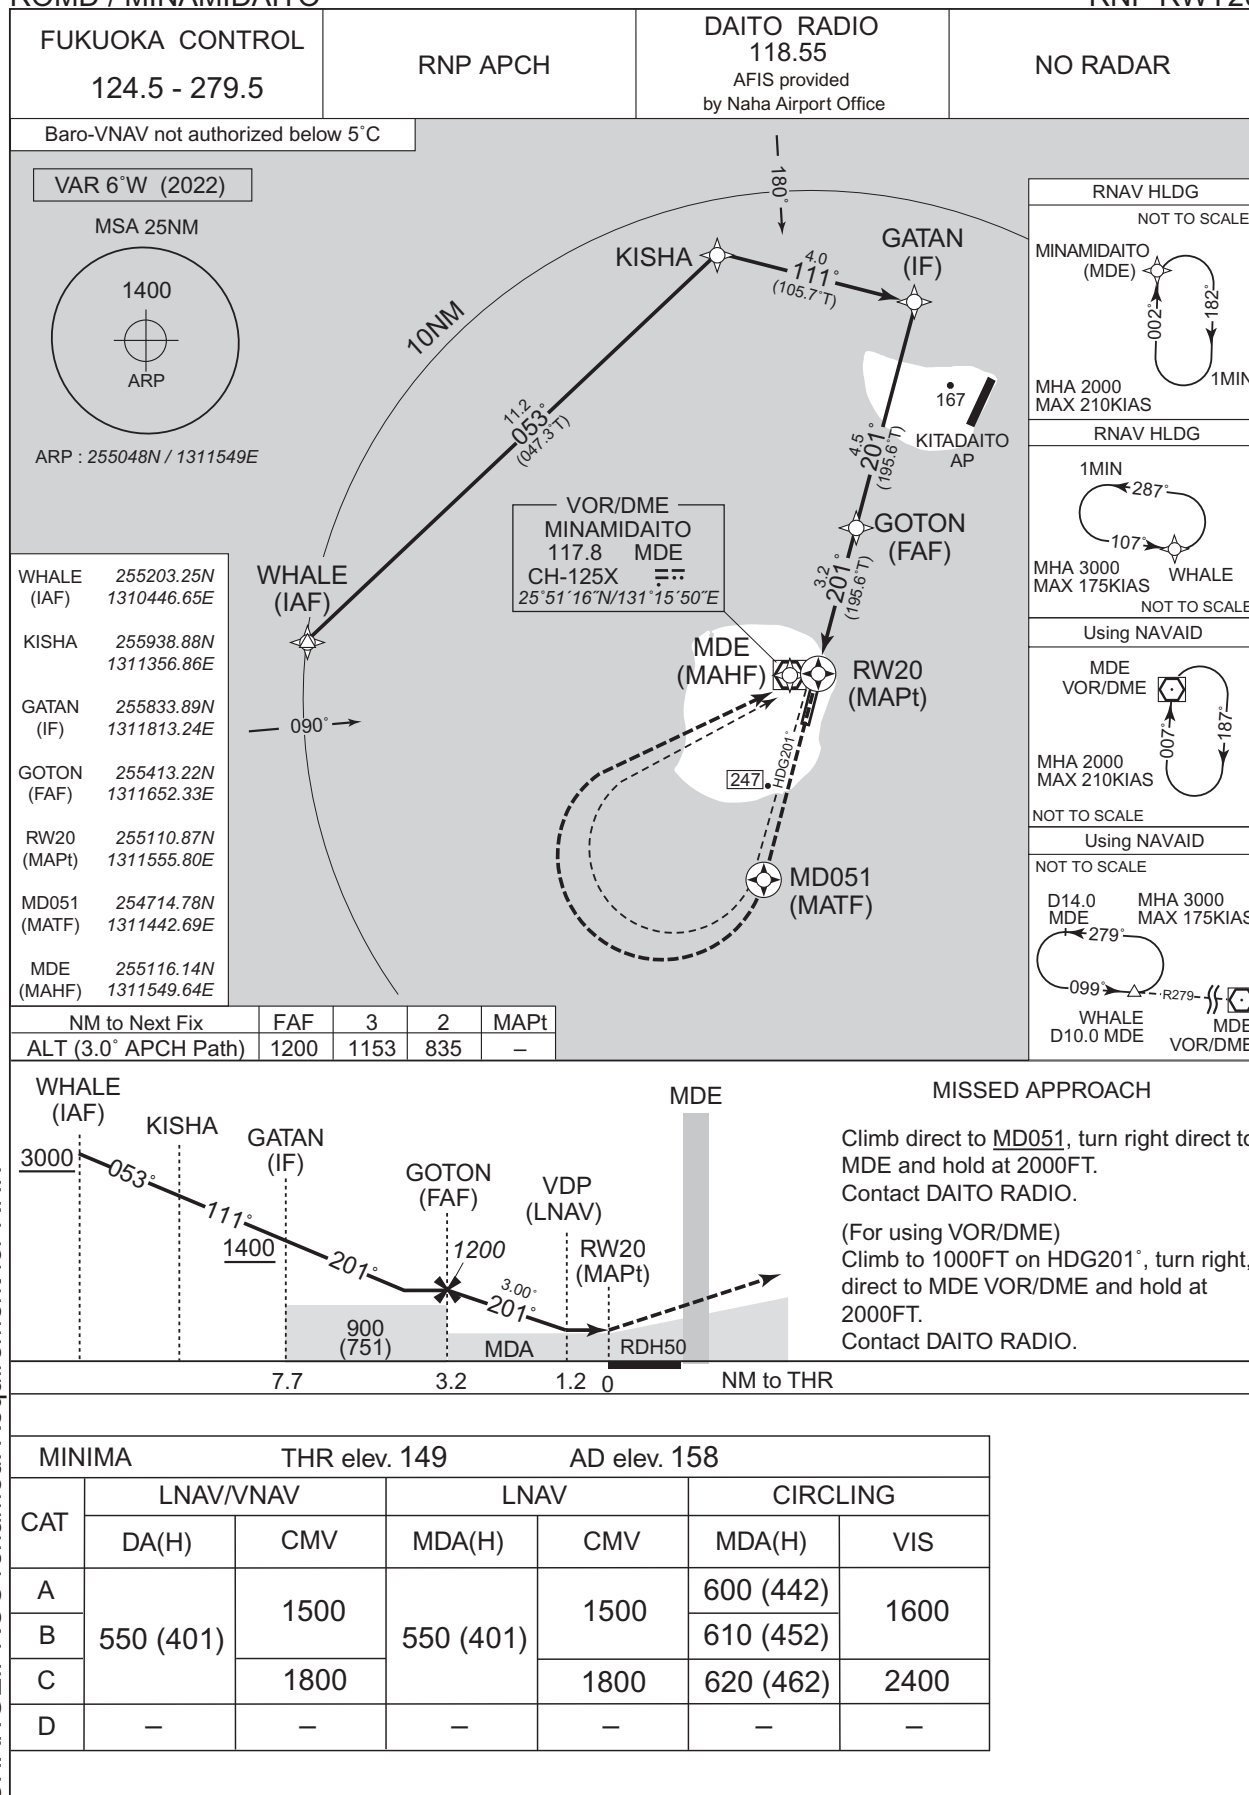 ROMD / MINAMIDAITO
RNP RWY20
FUKUOKA CONTROL
124.5 - 279.5
RNP APCH
DAITO RADIO
118.55
AFIS provided
by Naha Airport Office
NO RADAR
Baro-VNAV not authorized below 5˚C
VAR 6˚W (2022)
MSA 25NM
1400
ARP
ARP : 255048N / 1311549E
180˚
10NM
KISHA
4.0
111˚
(105.7˚T)
GATAN
(IF)
11.2
053˚
(047.3˚T)
167
KITADAITO
AP
4.5
201˚
(195.6˚T)
VOR/DME
MINAMIDAITO
117.8 MDE
CH-125X
25˚51´16˝N/131˚15´50˝E
GOTON
(FAF)
3.2
201˚
(195.6˚T)
WHALE
(IAF)
090˚
MDE
(MAHF)
RW20
(MAPt)
HDG201˚
247
MD051
(MATF)
WHALE 255203.25N
(IAF) 1310446.65E
KISHA 255938.88N
1311356.86E
GATAN 255833.89N
(IF) 1311813.24E
GOTON 255413.22N
(FAF) 1311652.33E
RW20 255110.87N
(MAPt) 1311555.80E
MD051 254714.78N
(MATF) 1311442.69E
MDE 255116.14N
(MAHF) 1311549.64E
RNAV HLDG
NOT TO SCALE
MINAMIDAITO
(MDE)
002˚
182˚
1MIN
MHA 2000
MAX 210KIAS
RNAV HLDG
1MIN
287˚
107˚
MHA 3000
MAX 175KIAS
WHALE
NOT TO SCALE
Using NAVAID
MDE
VOR/DME
007˚
187˚
MHA 2000
MAX 210KIAS
NOT TO SCALE
Using NAVAID
NOT TO SCALE
D14.0
MDE
MHA 3000
MAX 175KIAS
279˚
099˚
R279
WHALE
D10.0 MDE
MDE
VOR/DME
NM to Next Fix FAF 3 2 MAPt
ALT (3.0˚ APCH Path) 1200 1153 835 –
WHALE
(IAF)
KISHA
GATAN
(IF)
GOTON
(FAF)
VDP
(LNAV)
RW20
(MAPt)
MDE
3000
053˚
111˚
1400
201˚
1200
3.00˚
201˚
900
(751)
MDA
RDH50
7.7 3.2 1.2 0 NM to THR
MISSED APPROACH
Climb direct to MD051, turn right direct to
MDE and hold at 2000FT.
Contact DAITO RADIO.
(For using VOR/DME)
Climb to 1000FT on HDG201˚, turn right,
direct to MDE VOR/DME and hold at
2000FT.
Contact DAITO RADIO.
MINIMA THR elev. 149 AD elev. 158
CAT LNAV/VNAV LNAV CIRCLING
DA(H) CMV MDA(H) CMV MDA(H) VIS
A 550 (401) 1500 550 (401) 1500 600 (442) 1600
B 610 (452)
C 1800 1800 620 (462) 2400
D – – – – – –